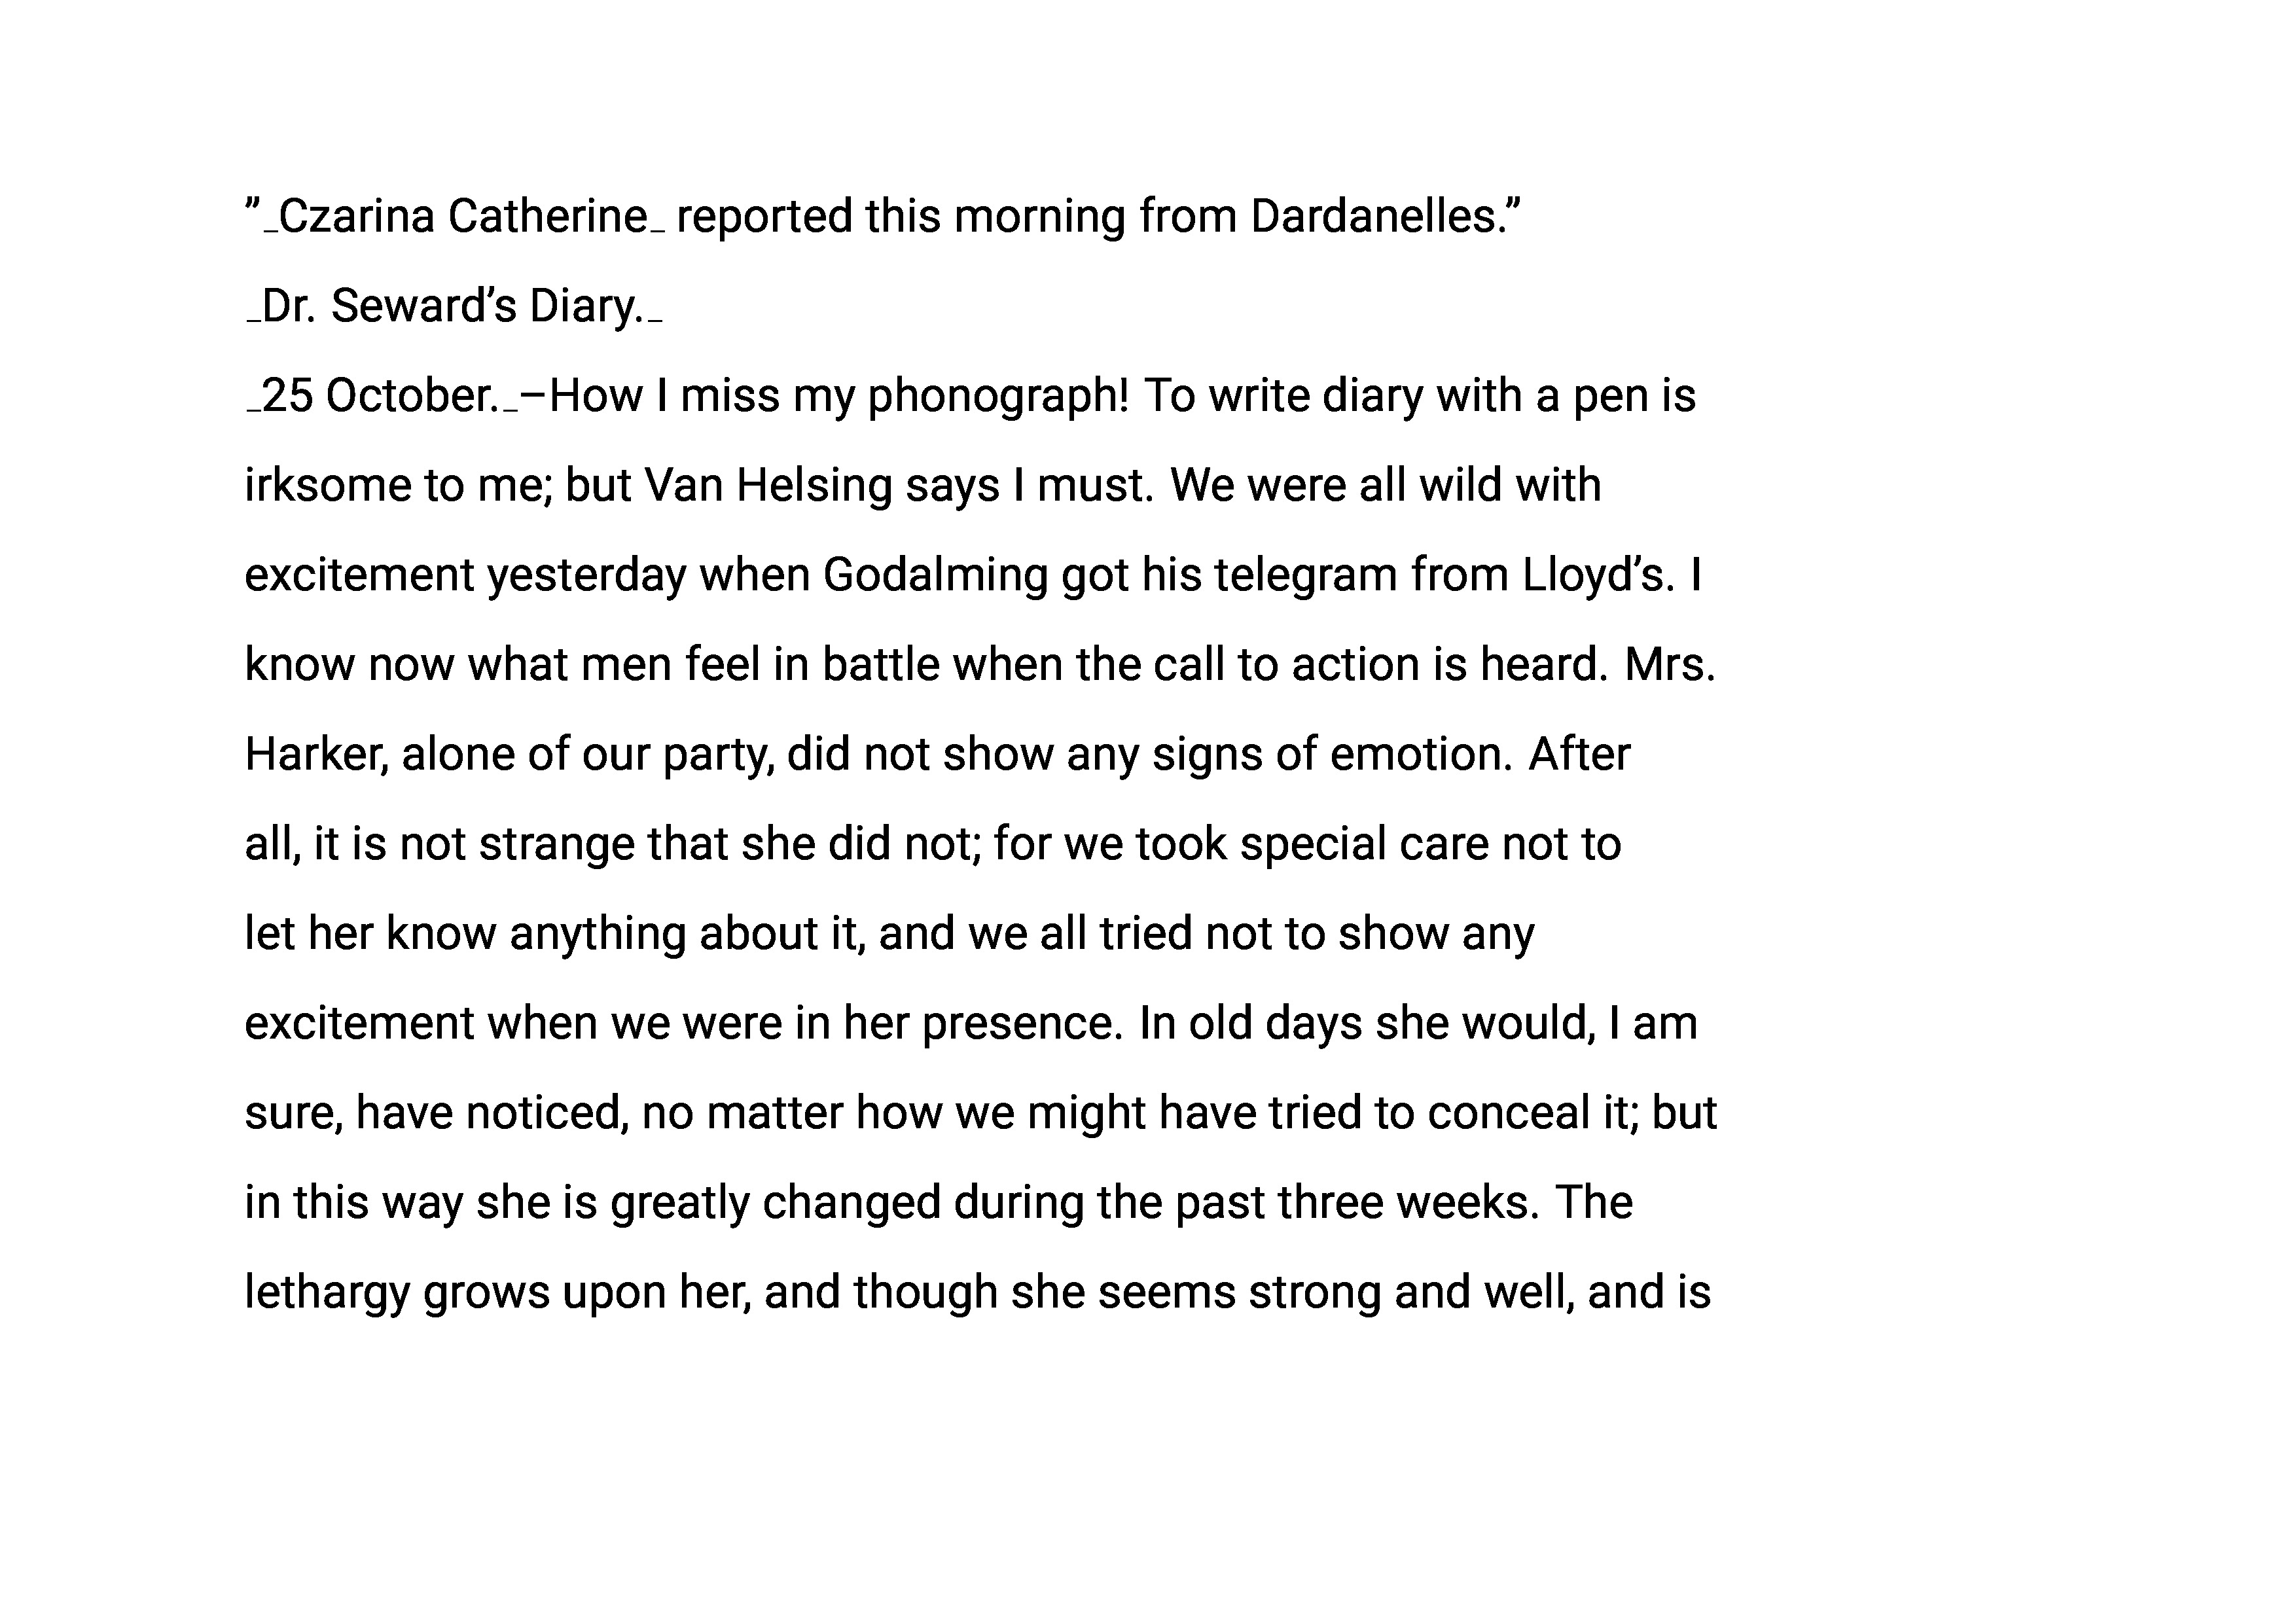 ”_Czarina Catherine_ reported this morning from Dardanelles.”
_Dr. Seward’s Diary._
_25 October._–How I miss my phonograph! To write diary with a pen is
irksome to me; but Van Helsing says I must. We were all wild with
excitement yesterday when Godalming got his telegram from Lloyd’s. I
know now what men feel in battle when the call to action is heard. Mrs.
Harker, alone of our party, did not show any signs of emotion. After
all, it is not strange that she did not; for we took special care not to
let her know anything about it, and we all tried not to show any
excitement when we were in her presence. In old days she would, I am
sure, have noticed, no matter how we might have tried to conceal it; but
in this way she is greatly changed during the past three weeks. The
lethargy grows upon her, and though she seems strong and well, and is